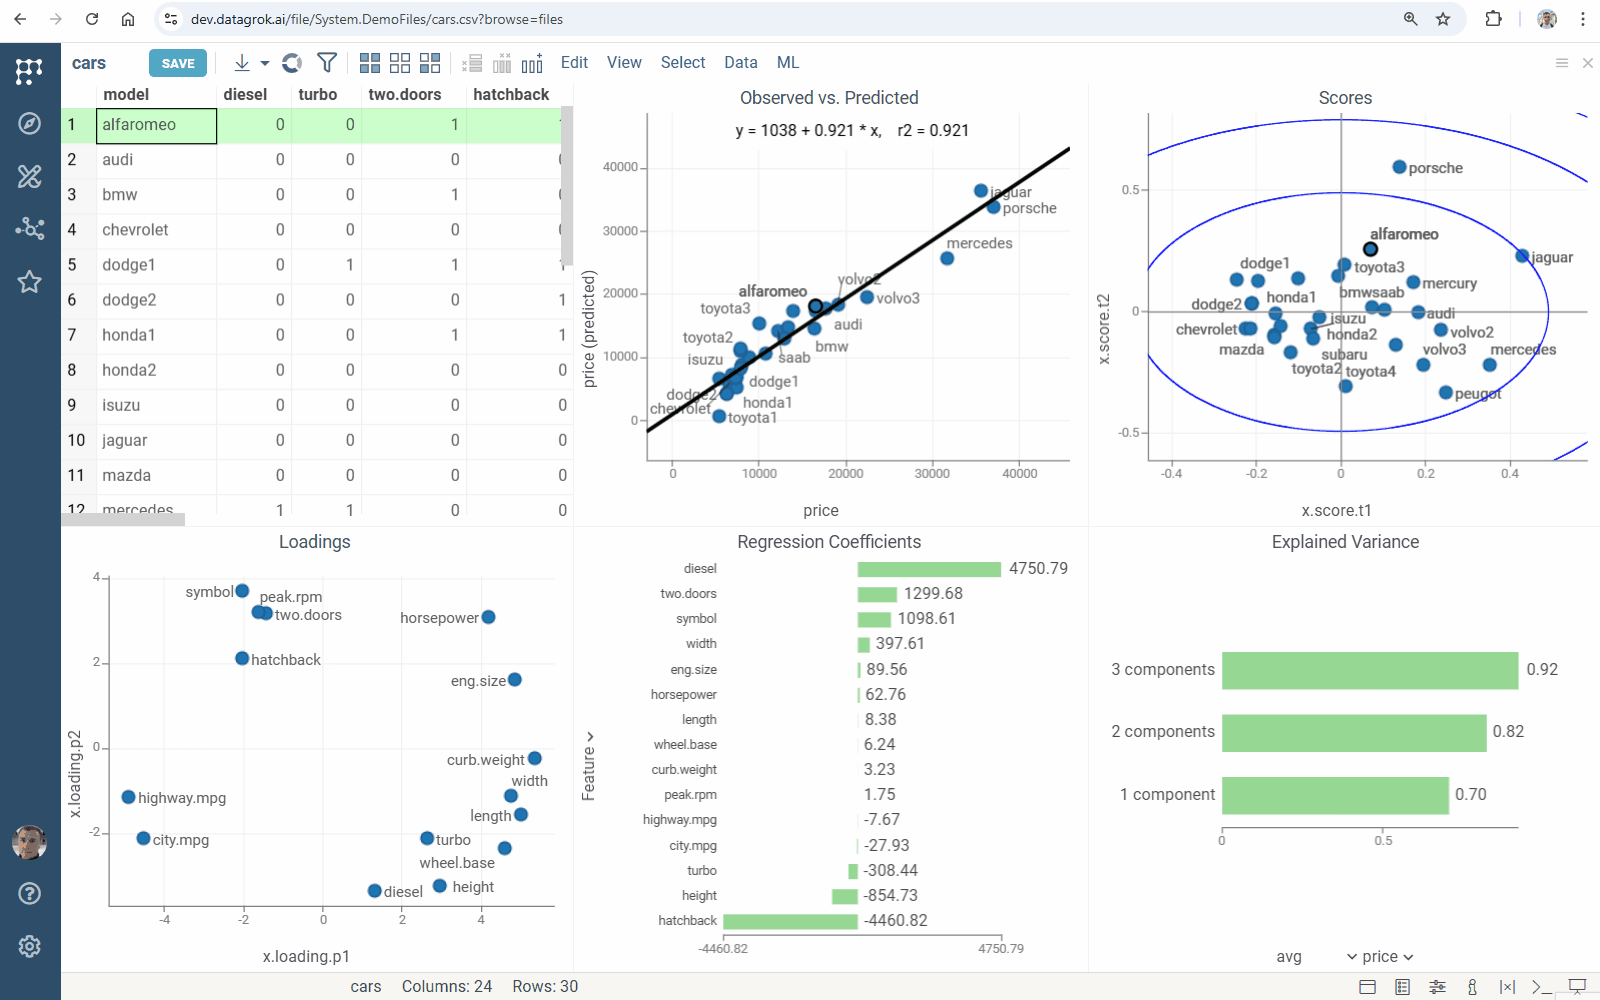 dev.datagrok.ai/file/System.DemoFiles/cars.csv?browse=files
cars SAVE Edit View Select Data ML
model diesel turbo two.doors hatchback
1 alfaromeo 0 0 1
2 audi 0 0 0
3 bmw 0 0 1
4 chevrolet 0 0 0
5 dodge1 0 1 1
6 dodge2 0 0 0 1
7 honda1 0 0 1 1
8 honda2 0 0 0 0
9 isuzu 0 0 0 0
10 jaguar 0 0 0 0
11 mazda 0 0 0 0
12 mercedes 1 1 0 0
Observed vs. Predicted
y = 1038 + 0.921 * x, r2 = 0.921
price (predicted)
40000
30000
20000
10000
0
jaguar
porsche
mercedes
volvo2
alfaromeo
volvo3
toyota3
audi
toyota2
bmw
isuzu
saab
dodge1
dodge2
honda1
chevrolet
toyota1
0 10000 20000 30000 40000
price
Scores
x.score.t2
0.5
0
-0.5
porsche
alfaromeo
jaguar
dodge1
toyota3
mercury
honda1
bmw
saab
dodge2
audi
isuzu
chevrolet
honda2
volvo2
mazda
subaru
volvo3
mercedes
toyota2
toyota4
peugot
-0.4 -0.2 0 0.2 0.4
x.score.t1
Loadings
x.loading.p2
4
2
0
-2
symbol
peak.rpm
two.doors
horsepower
hatchback
eng.size
curb.weight
width
highway.mpg
length
city.mpg
turbo
wheel.base
diesel
height
-4 -2 0 2 4
x.loading.p1
Regression Coefficients
Feature
diesel 4750.79
two.doors 1299.68
symbol 1098.61
width 397.61
eng.size 89.56
horsepower 62.76
length 8.38
wheel.base 6.24
curb.weight 3.23
peak.rpm 1.75
highway.mpg -7.67
city.mpg -27.93
turbo -308.44
height -854.73
hatchback -4460.82
-4460.82 4750.79
Explained Variance
3 components 0.92
2 components 0.82
1 component 0.70
0 0.5
avg price
cars Columns: 24 Rows: 30